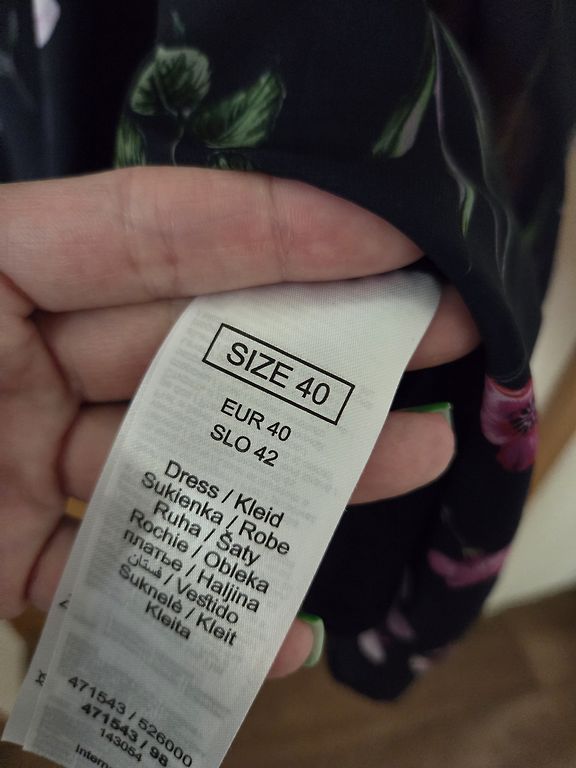 SIZE 40
EUR 40
SLO 42
Dress / Kleid
Sukienka / Robe
Ruha / Šaty
Rochie / Obleka
платье / Haljina
فستان / Vestido
Suknelė / Kleit
Kleita
471543 / 526000
471543 / 98
143054